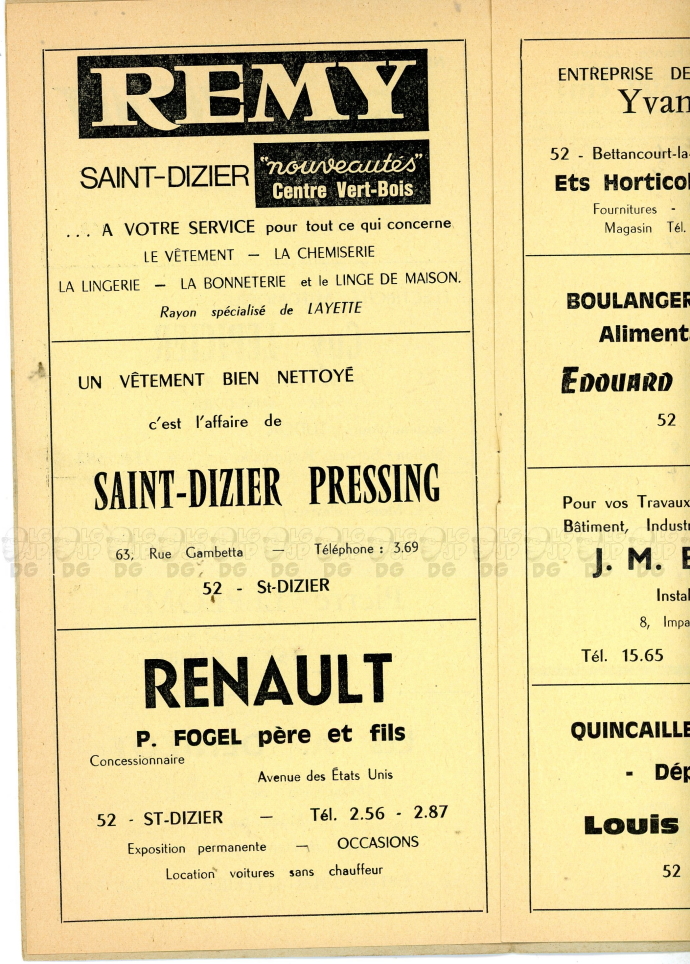 REMY
SAINT-DIZIER "nouveautés"
Centre Vert-Bois
... A VOTRE SERVICE pour tout ce qui concerne
LE VÊTEMENT — LA CHEMISERIE
LA LINGERIE — LA BONNETERIE et le LINGE DE MAISON.
Rayon spécialisé de LAYETTE
UN VÊTEMENT BIEN NETTOYÉ
c'est l'affaire de
SAINT-DIZIER PRESSING
63, Rue Gambetta — Téléphone : 3.69
52 - St-DIZIER
RENAULT
P. FOGEL père et fils
Concessionnaire
Avenue des États Unis
52 - ST-DIZIER — Tél. 2.56 - 2.87
Exposition permanente — OCCASIONS
Location voitures sans chauffeur
ENTREPRISE DE
Yvan
52 - Bettancourt-la-
Ets Horticol
Fournitures -
Magasin Tél.
BOULANGER
Aliment
EDOUARD
52
Pour vos Travaux
Bâtiment, Industr
J. M.
Instal
8, Impa
Tél. 15.65
QUINCAILLE
- Dép
Louis
52